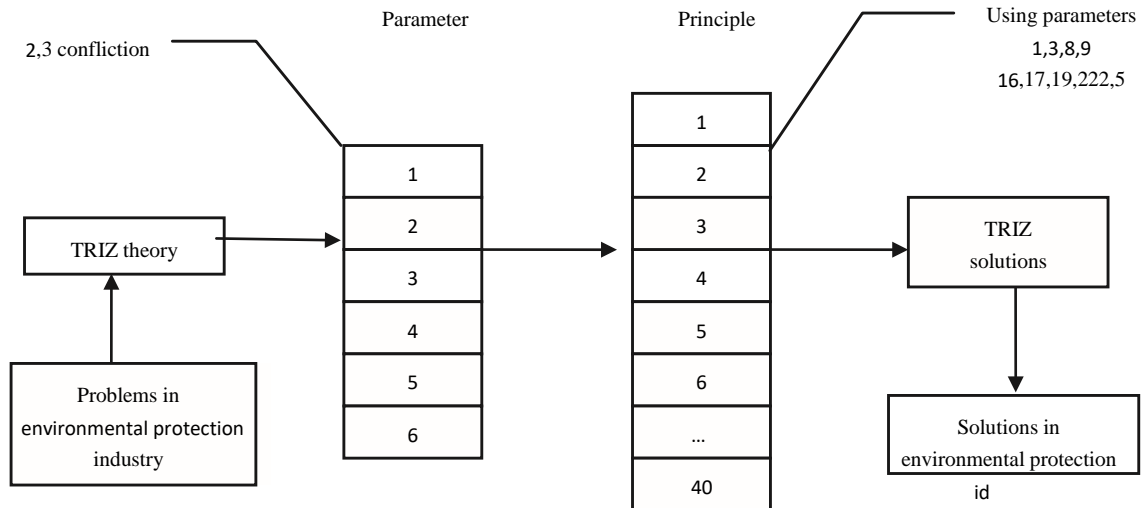 Parameter
Principle
Using parameters
1,3,8,9
16,17,19,222,5
2,3 confliction
1
2
3
4
5
6
1
2
3
4
5
6
...
40
TRIZ theory
Problems in
environmental protection
industry
TRIZ
solutions
Solutions in
environmental protection
id